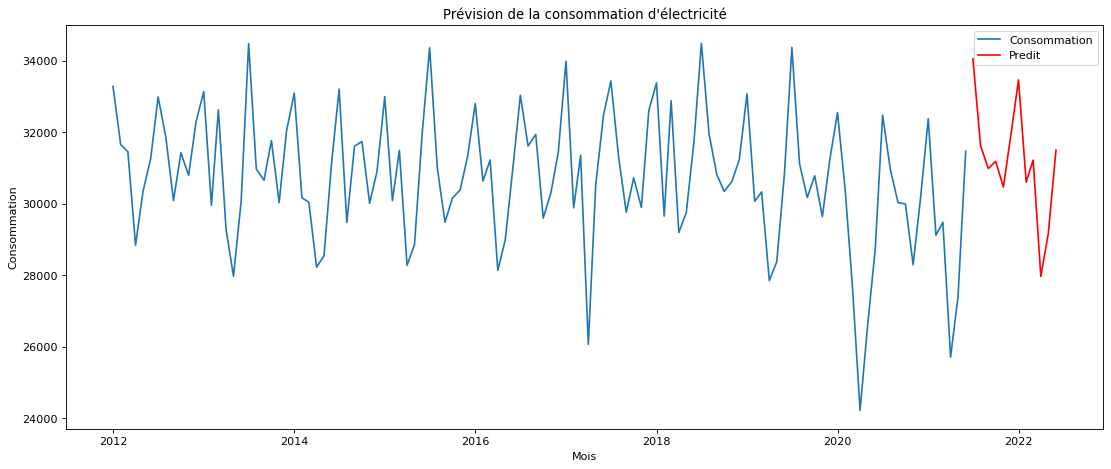 Prévision de la consommation d'électricité
Consommation
Predit
34000
32000
30000
28000
26000
24000
Consommation
2012
2014
2016
2018
2020
2022
Mois